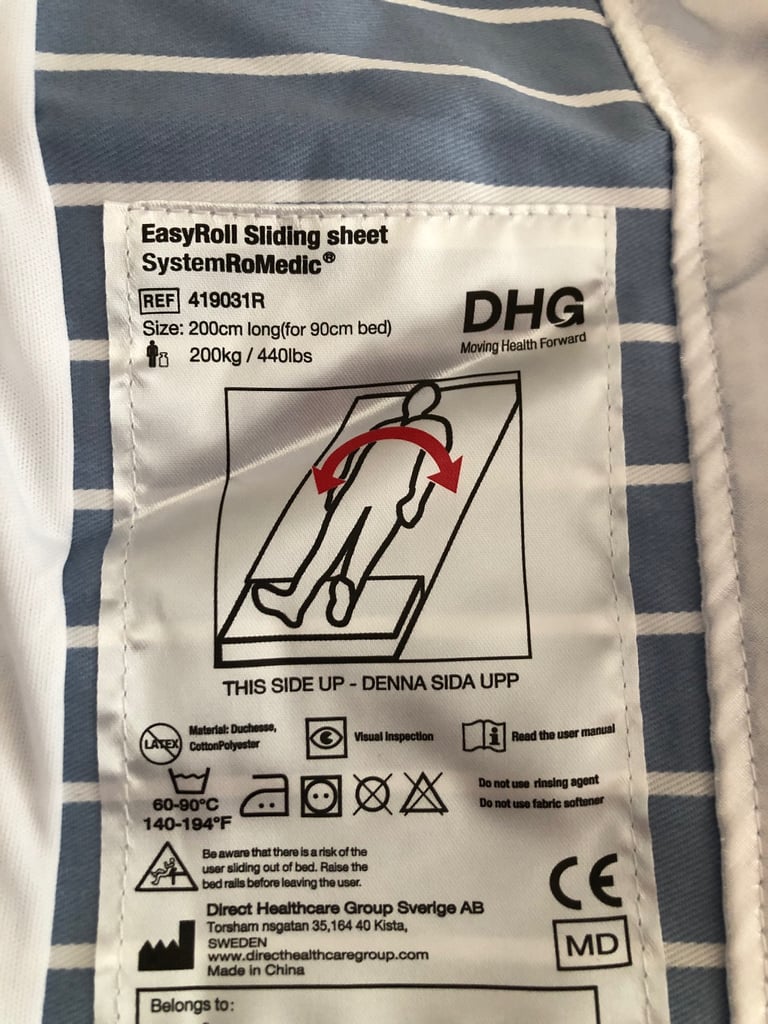 EasyRoll Sliding sheet
SystemRoMedic®
REF 419031R
Size: 200cm long(for 90cm bed)
200kg / 440lbs
DHG
Moving Health Forward
THIS SIDE UP - DENNA SIDA UPP
LATEX
Material: Duchesse,
CottonPolyester
Visual Inspection
Read the user manual
60-90°C
140-194°F
Do not use rinsing agent
Do not use fabric softener
Be aware that there is a risk of the
user sliding out of bed. Raise the
bed rails before leaving the user.
CE
MD
Direct Healthcare Group Sverige AB
Torsham nsgatan 35,164 40 Kista,
SWEDEN
www.directhealthcaregroup.com
Made in China
Belongs to: